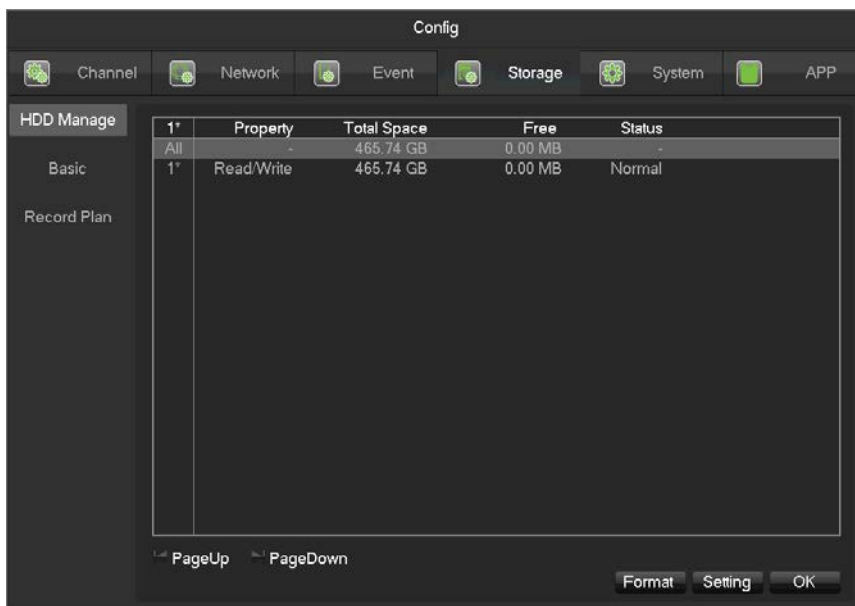 Config
Channel Network Event Storage System APP
HDD Manage
Basic
Record Plan
1* Property Total Space Free Status
All - 465.74 GB 0.00 MB -
1* Read/Write 465.74 GB 0.00 MB Normal
PageUp PageDown
Format Setting OK